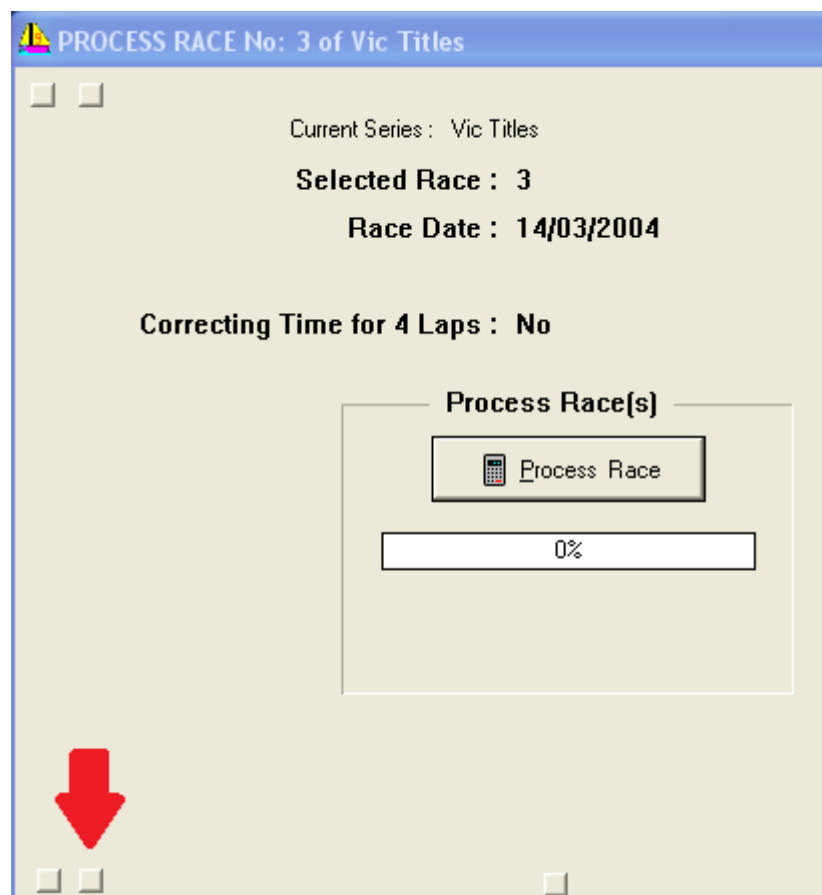 PROCESS RACE No: 3 of Vic Titles
Current Series : Vic Titles
Selected Race : 3
Race Date : 14/03/2004
Correcting Time for 4 Laps : No
Process Race(s)
Process Race
0%